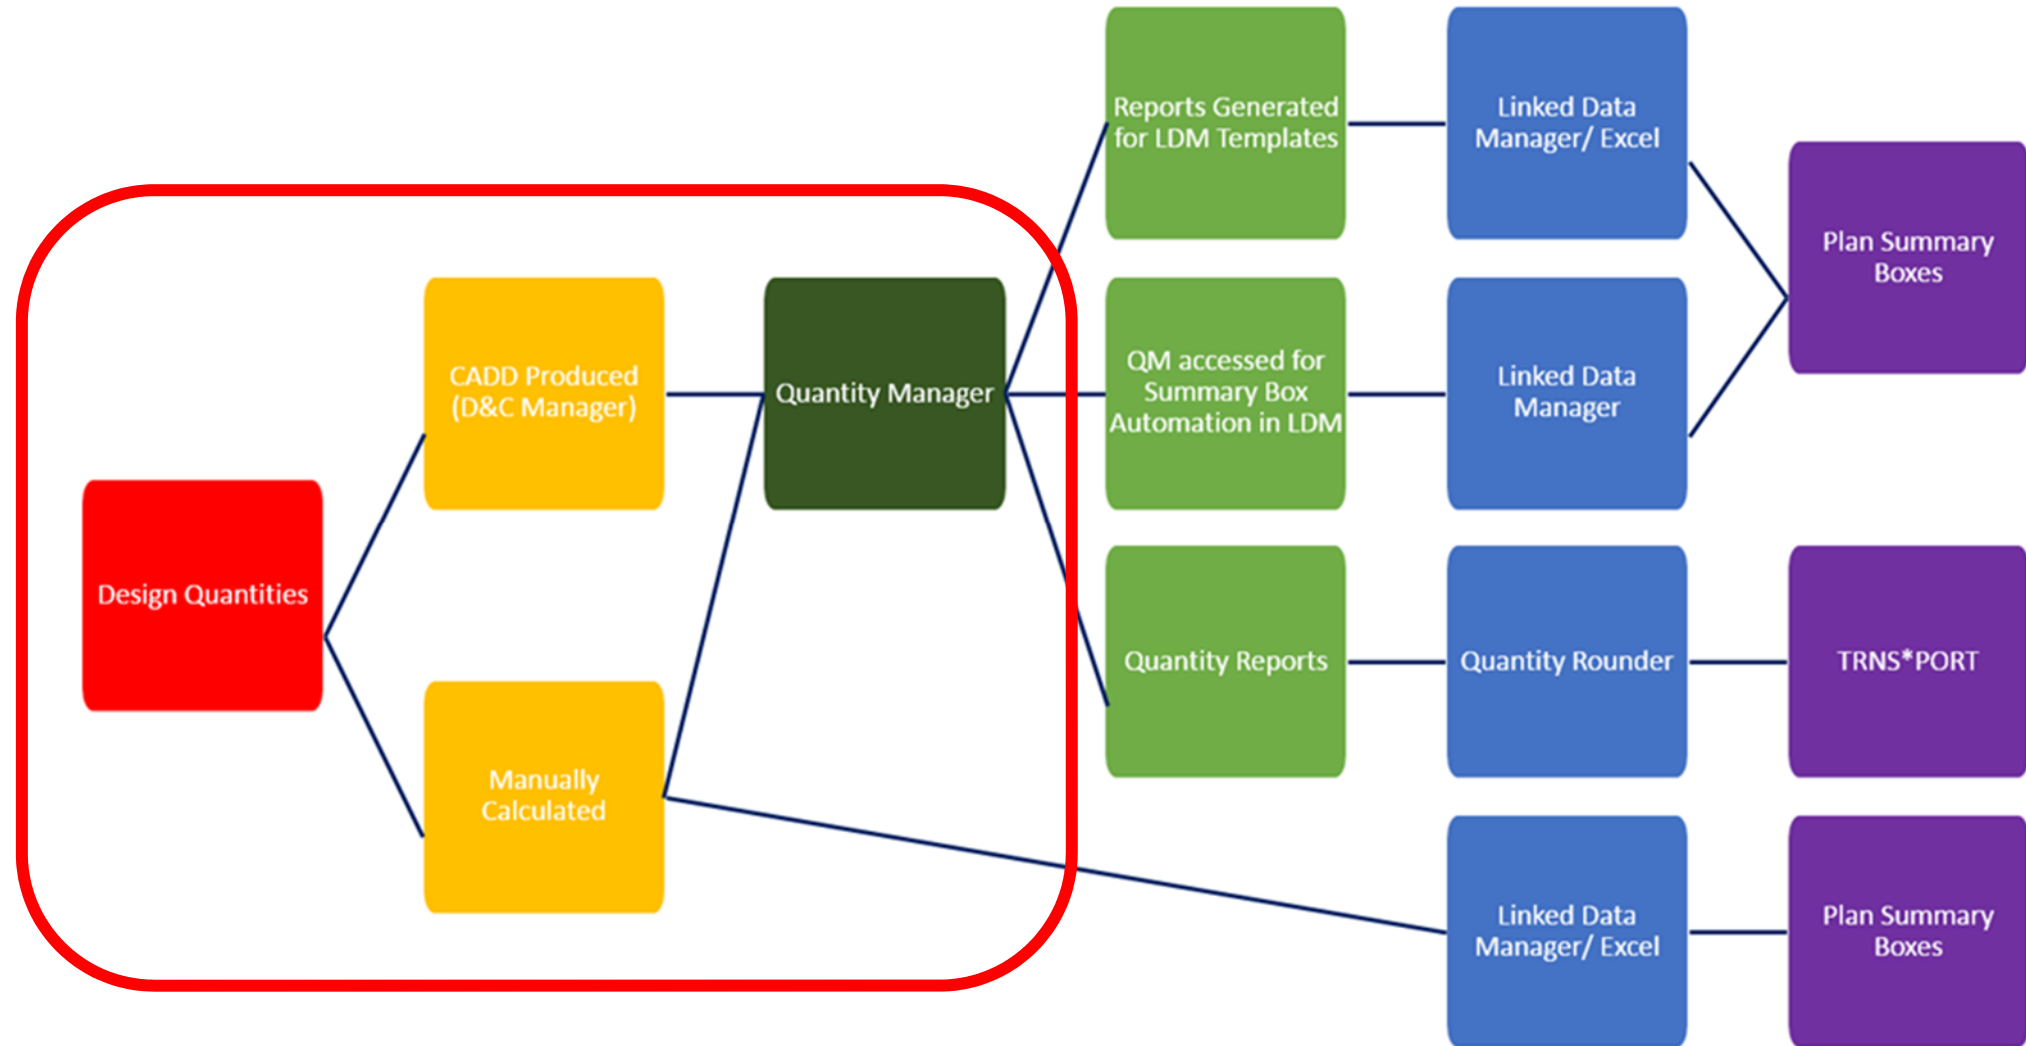 Design Quantities
CADD Produced
(D&C Manager)
Manually
Calculated
Quantity Manager
Reports Generated
for LDM Templates
QM accessed for
Summary Box
Automation in LDM
Quantity Reports
Linked Data
Manager/ Excel
Linked Data
Manager
Quantity Rounder
Linked Data
Manager/ Excel
Plan Summary
Boxes
TRNS*PORT
Plan Summary
Boxes